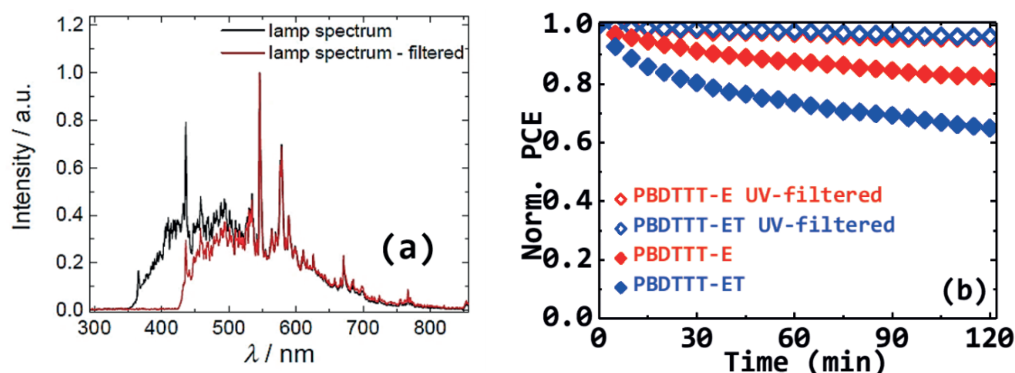 1.2
1.0
0.8
0.6
0.4
0.2
0.0
Intensity / a.u.
lamp spectrum
lamp spectrum - filtered
(a)
300 400 500 600 700 800
λ / nm
1.0
0.8
0.6
0.4
0.2
0.0
Norm. PCE
PBDTTT-E UV-filtered
PBDTTT-ET UV-filtered
PBDTTT-E
PBDTTT-ET
(b)
0 30 60 90 120
Time (min)